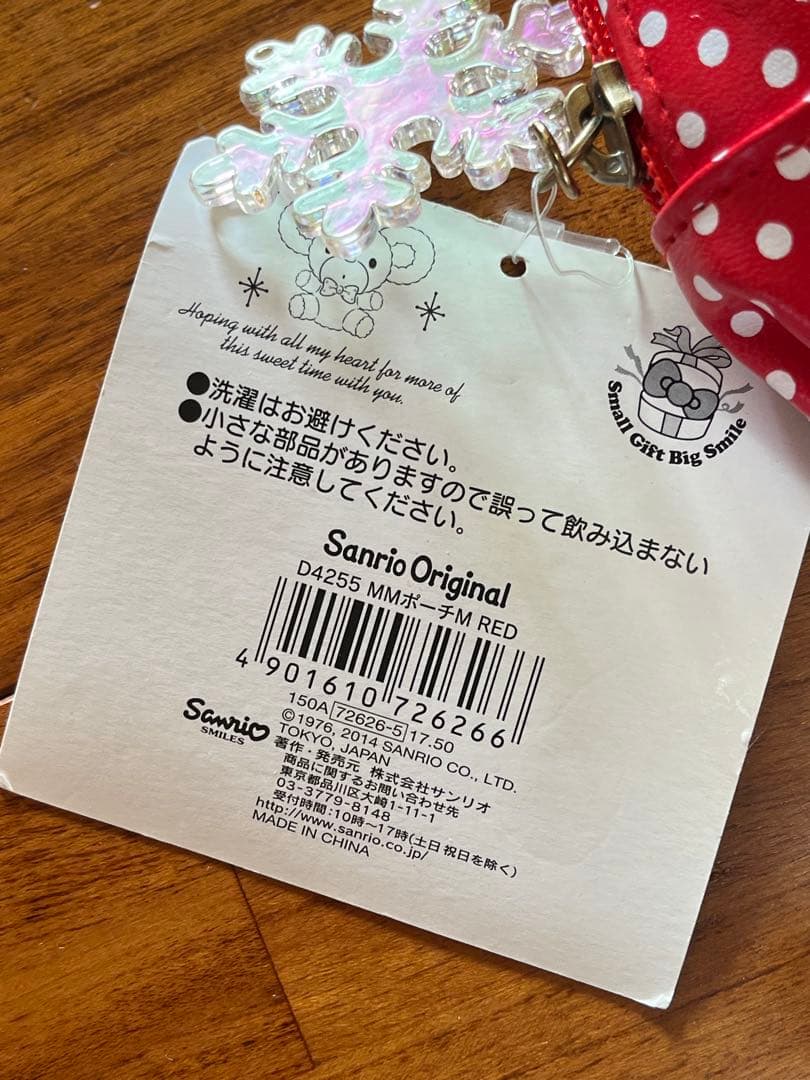 Hoping with all my heart for more of
this sweet time with you.
Small Gift Big Smile
●洗濯はお避けください。
●小さな部品がありますので誤って飲み込まない
ように注意してください。
Sanrio Original
D4255 MMポーチM RED
4 901610 726266
150A 72626-5 17.50
Sanrio
SMILES
©1976, 2014 SANRIO CO., LTD.
TOKYO, JAPAN
著作・発売元 株式会社サンリオ
商品に関するお問い合わせ先
東京都品川区大崎1-11-1
03-3779-8148
受付時間:10時〜17時(土日祝日を除く)
http://www.sanrio.co.jp/
MADE IN CHINA